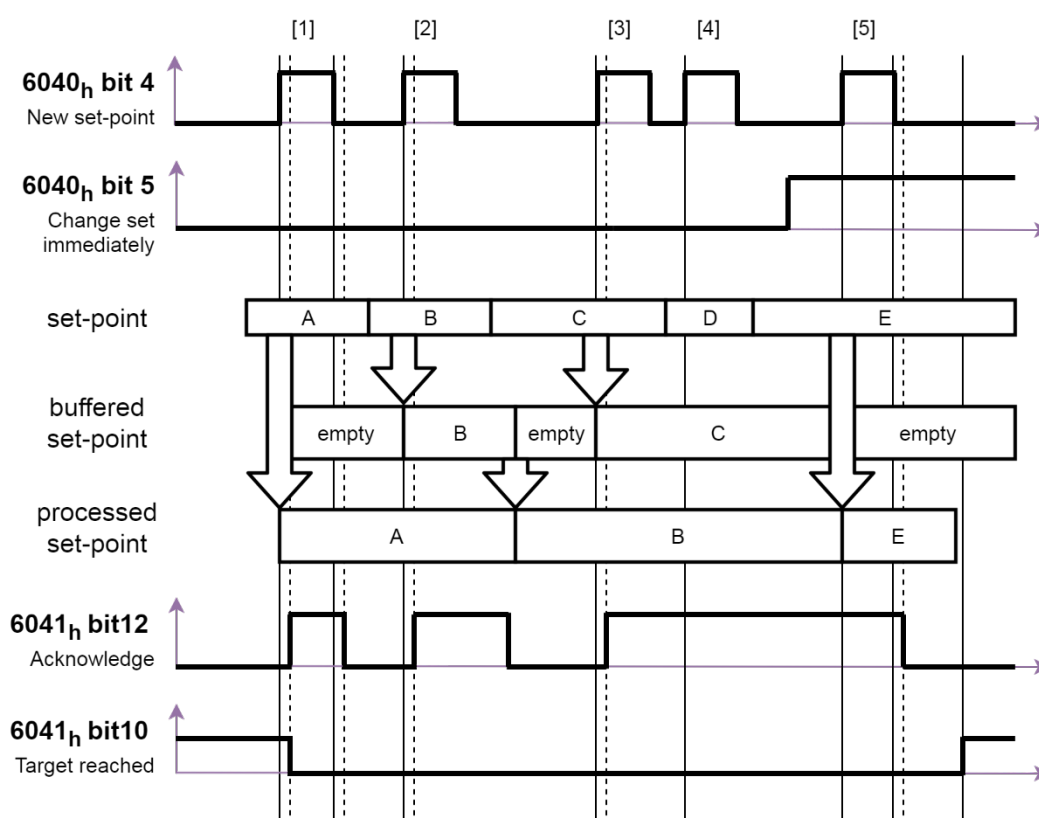 [1] [2] [3] [4] [5]
6040h bit 4
New set-point
6040h bit 5
Change set
immediately
set-point A B C D E
buffered
set-point
empty B empty C empty
processed
set-point
A B E
6041h bit12
Acknowledge
6041h bit10
Target reached